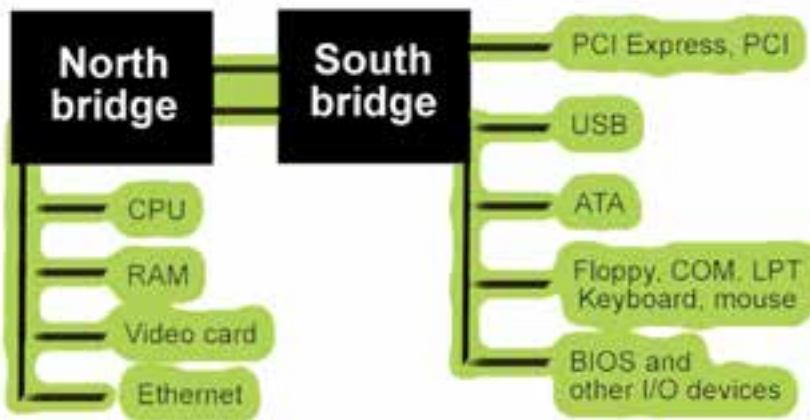 North
bridge
South
bridge
CPU
RAM
Video card
Ethernet
PCI Express, PCI
USB
ATA
Floppy, COM, LPT
Keyboard, mouse
BIOS and
other I/O devices